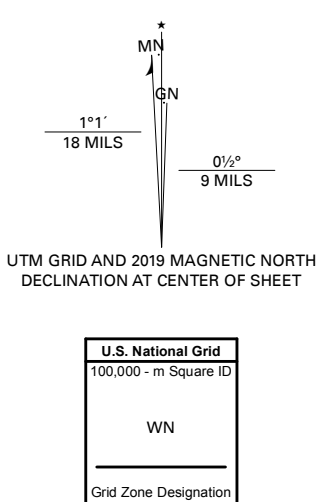 ★
MN
GN
1°1´
18 MILS
0½°
9 MILS
UTM GRID AND 2019 MAGNETIC NORTH
DECLINATION AT CENTER OF SHEET
U.S. National Grid
100,000 - m Square ID
WN
Grid Zone Designation